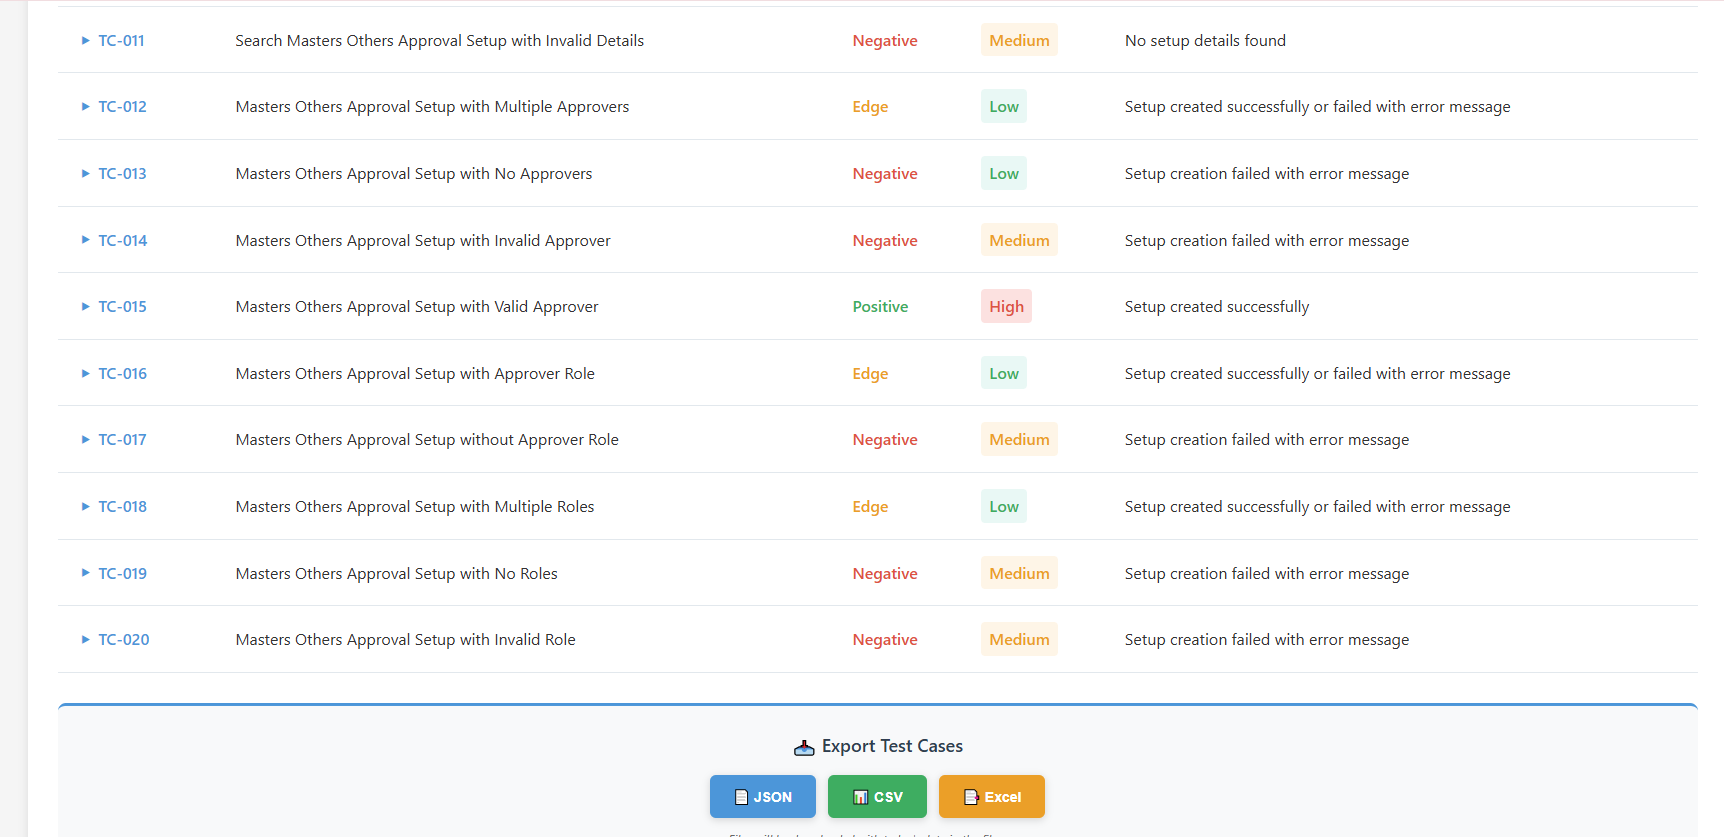 TC-011 Search Masters Others Approval Setup with Invalid Details Negative Medium No setup details found
TC-012 Masters Others Approval Setup with Multiple Approvers Edge Low Setup created successfully or failed with error message
TC-013 Masters Others Approval Setup with No Approvers Negative Low Setup creation failed with error message
TC-014 Masters Others Approval Setup with Invalid Approver Negative Medium Setup creation failed with error message
TC-015 Masters Others Approval Setup with Valid Approver Positive High Setup created successfully
TC-016 Masters Others Approval Setup with Approver Role Edge Low Setup created successfully or failed with error message
TC-017 Masters Others Approval Setup without Approver Role Negative Medium Setup creation failed with error message
TC-018 Masters Others Approval Setup with Multiple Roles Edge Low Setup created successfully or failed with error message
TC-019 Masters Others Approval Setup with No Roles Negative Medium Setup creation failed with error message
TC-020 Masters Others Approval Setup with Invalid Role Negative Medium Setup creation failed with error message
Export Test Cases
JSON CSV Excel